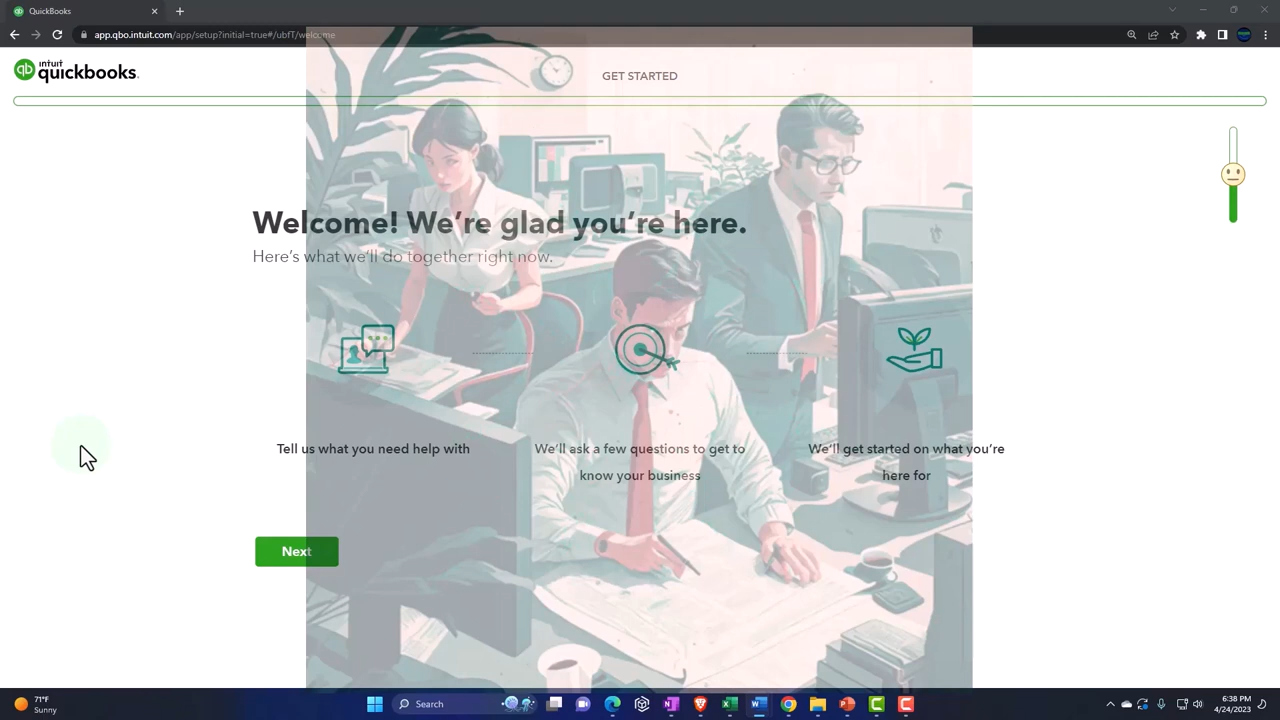 QuickBooks
app.qbo.intuit.com/app/setup?initial=true#/ubfT/welcome
intuit
quickbooks.
GET STARTED
Welcome! We're glad you're here.
Here's what we'll do together right now.
Tell us what you need help with
We'll ask a few questions to get to
know your business
We'll get started on what you're
here for
Next
71°F
Sunny
Search
6:38 PM
4/24/2023